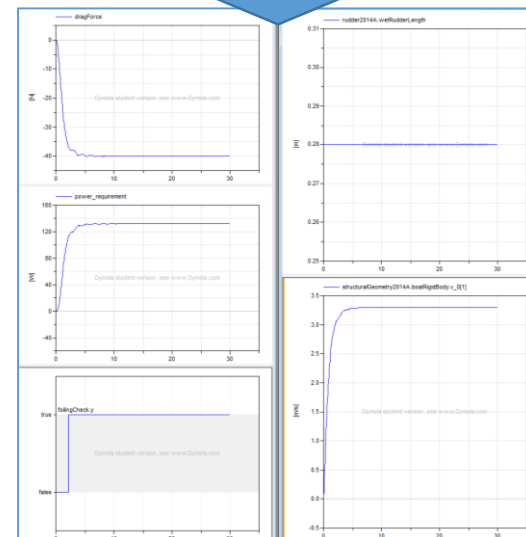 dragForce
0
-10
-20
-30
-40
[N]
Dymola student version, see www.Dymola.com
0 10 20 30
power_requirement
160
120
80
40
0
-40
[W]
Dymola student version, see www.Dymola.com
0 10 20 30
foilingCheck.y
true
false
Dymola student version, see www.Dymola.com
0 10 20 30
rudder2014A.wetRudderLength
0.31
0.30
0.29
0.28
0.27
0.26
0.25
[m]
Dymola student version, see www.Dymola.com
0 10 20 30
structuralGeometry2014A.boatRigidBody.v_0[1]
3.5
3.0
2.5
2.0
1.5
1.0
0.5
0.0
-0.5
[m/s]
Dymola student version, see www.Dymola.com
0 10 20 30